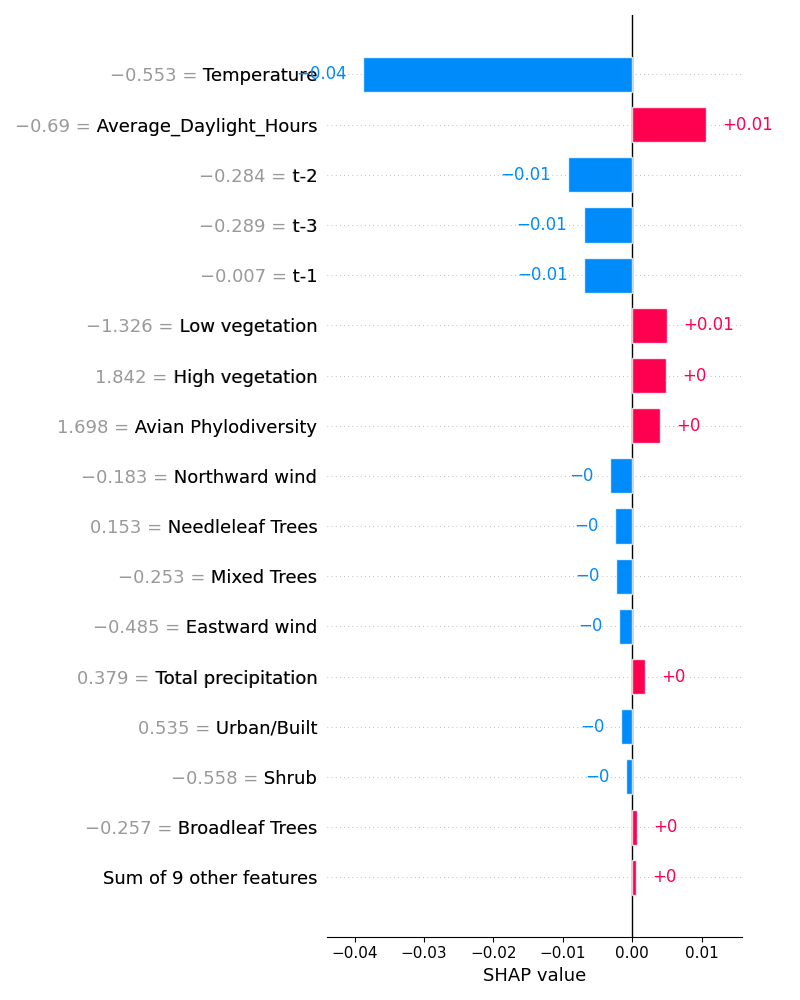 −0.553 = Temperature −0.04
−0.69 = Average_Daylight_Hours +0.01
−0.284 = t-2 −0.01
−0.289 = t-3 −0.01
−0.007 = t-1 −0.01
−1.326 = Low vegetation +0.01
1.842 = High vegetation +0
1.698 = Avian Phylodiversity +0
−0.183 = Northward wind −0
0.153 = Needleleaf Trees −0
−0.253 = Mixed Trees −0
−0.485 = Eastward wind −0
0.379 = Total precipitation +0
0.535 = Urban/Built −0
−0.558 = Shrub −0
−0.257 = Broadleaf Trees +0
Sum of 9 other features +0
−0.04 −0.03 −0.02 −0.01 0.00 0.01
SHAP value